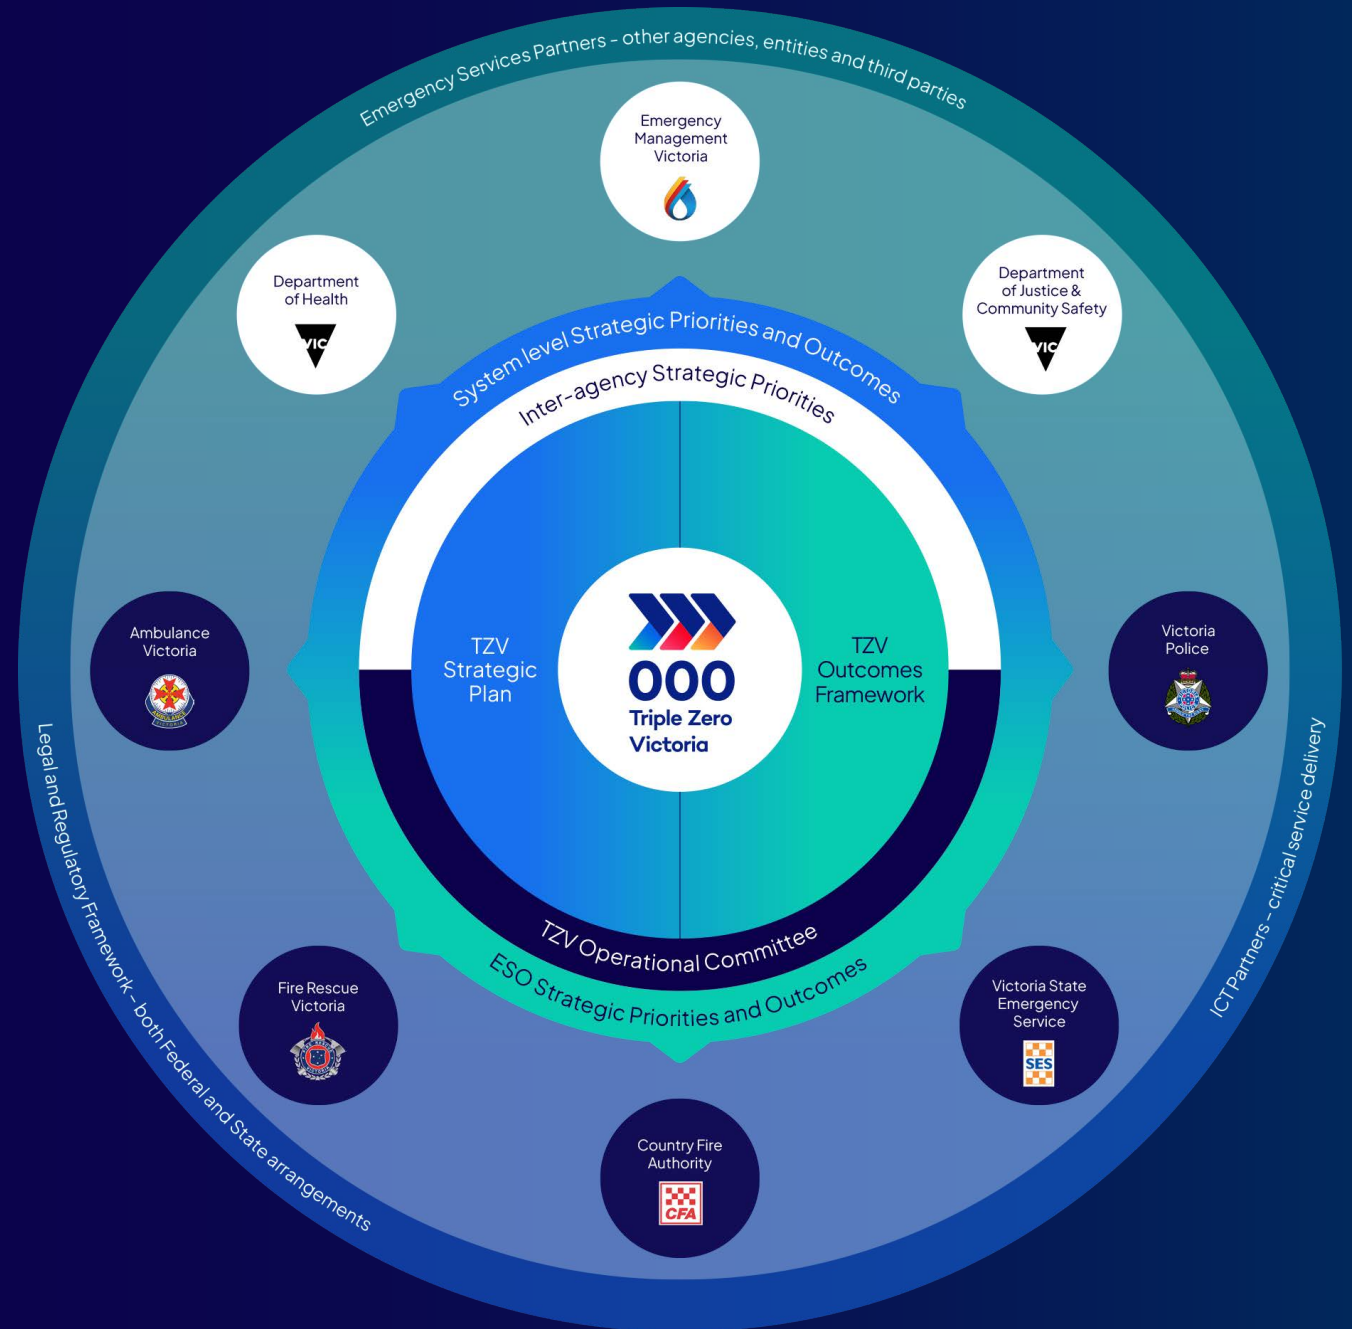 Emergency Services Partners - other agencies, entities and third parties
Emergency
Management
Victoria
Department
of Health
VIC
Department
of Justice &
Community Safety
VIC
System level Strategic Priorities and Outcomes
Inter-agency Strategic Priorities
Ambulance
Victoria
AMBULANCE
VICTORIA
TZV
Strategic
Plan
000
Triple Zero
Victoria
TZV
Outcomes
Framework
Victoria
Police
TZV Operational Committee
ESO Strategic Priorities and Outcomes
Fire Rescue
Victoria
Victoria State
Emergency
Service
SES
Country Fire
Authority
CFA
Legal and Regulatory Framework - both Federal and State arrangements
ICT Partners - critical service delivery